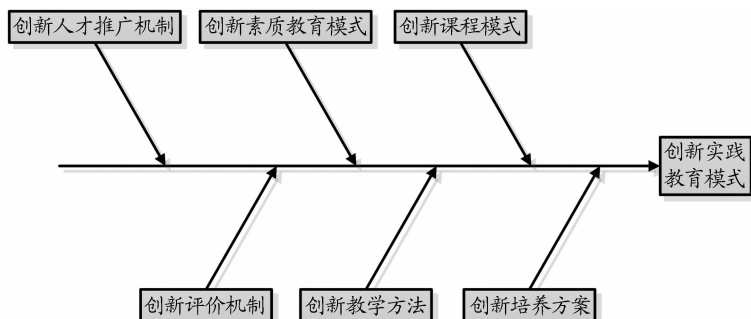 创新人才推广机制
创新素质教育模式
创新课程模式
创新实践
教育模式
创新评价机制
创新教学方法
创新培养方案